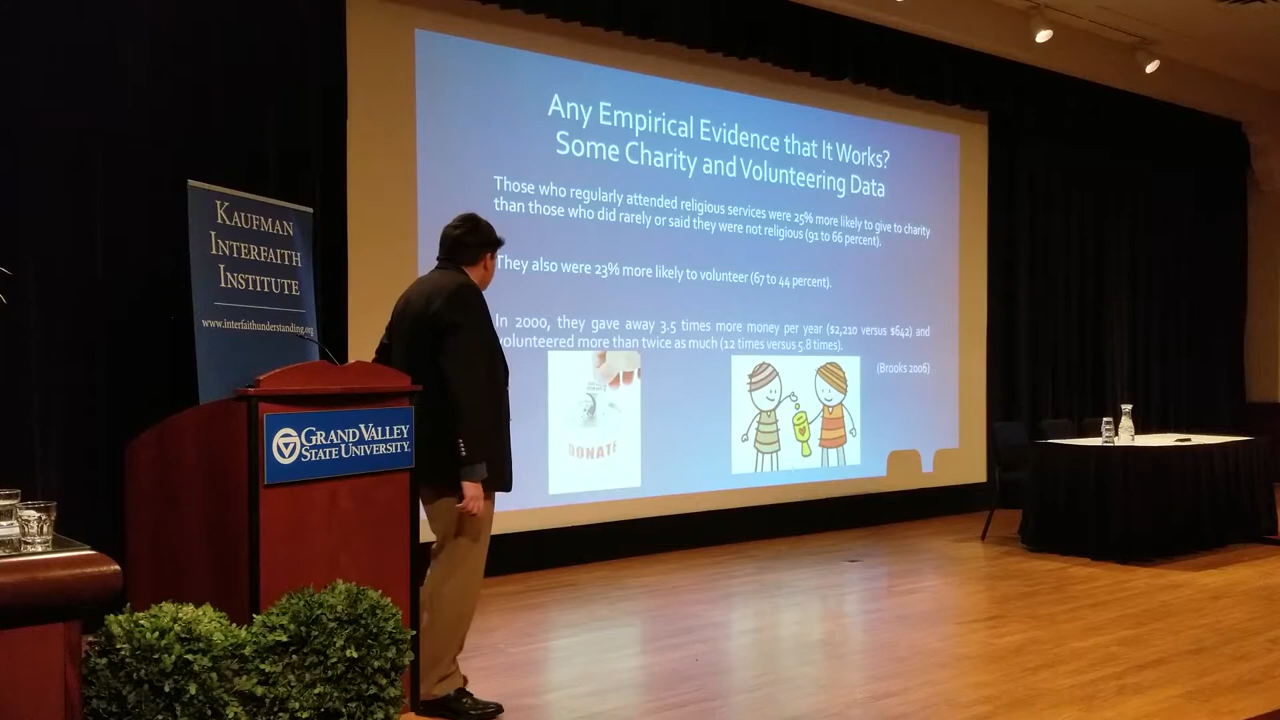 KAUFMAN
INTERFAITH
INSTITUTE
www.interfaithunderstanding.org
GRAND VALLEY
STATE UNIVERSITY
Any Empirical Evidence that It Works?
Some Charity and Volunteering Data
Those who regularly attended religious services were 25% more likely to give to charity
than those who did rarely or said they were not religious (91 to 66 percent).
They also were 23% more likely to volunteer (67 to 44 percent).
In 2000, they gave away 3.5 times more money per year ($2,210 versus $642) and
volunteered more than twice as much (12 times versus 5.8 times).
(Brooks 2006)
DONATE